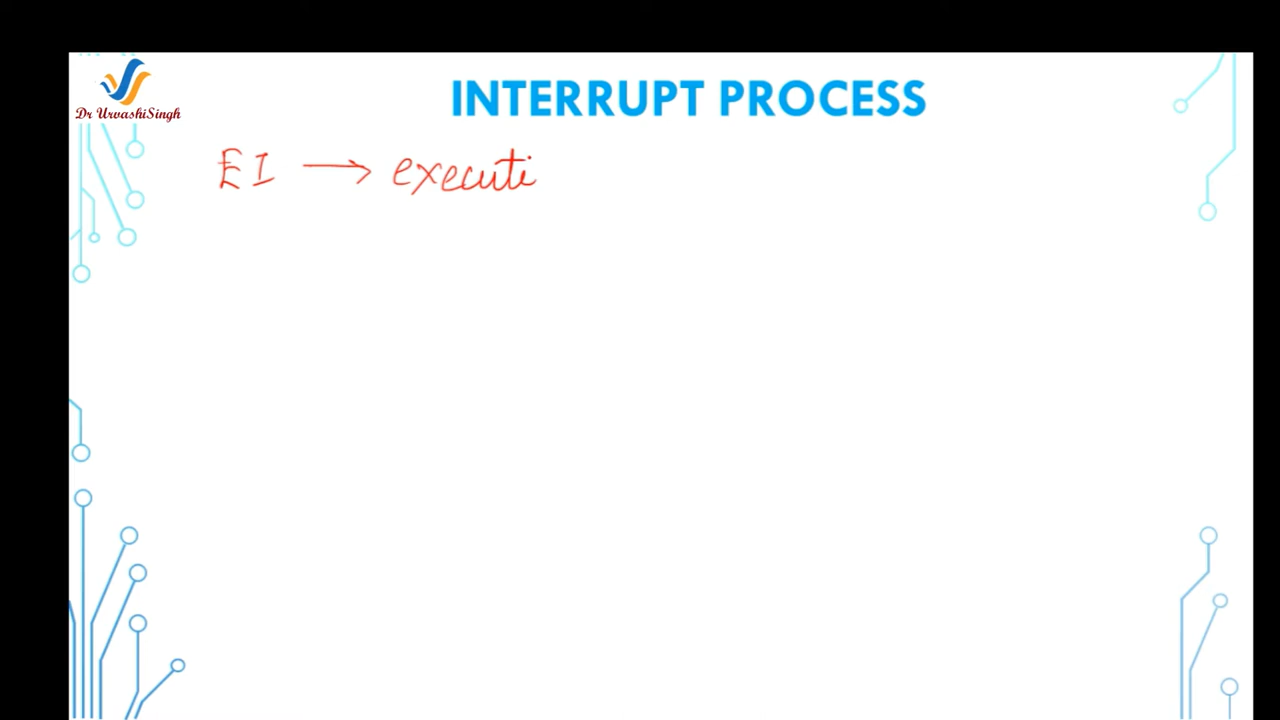 Dr UrvashiSingh
INTERRUPT PROCESS
EI → executi